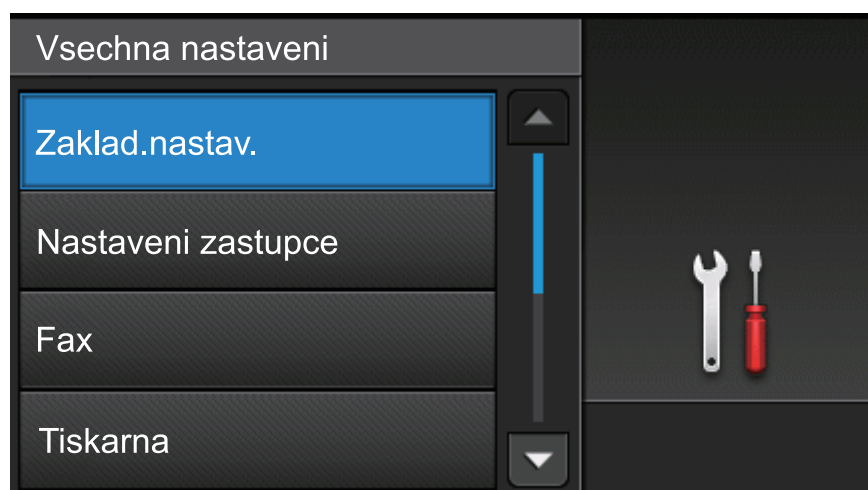 Vsechna nastaveni
Zaklad.nastav.
Nastaveni zastupce
Fax
Tiskarna